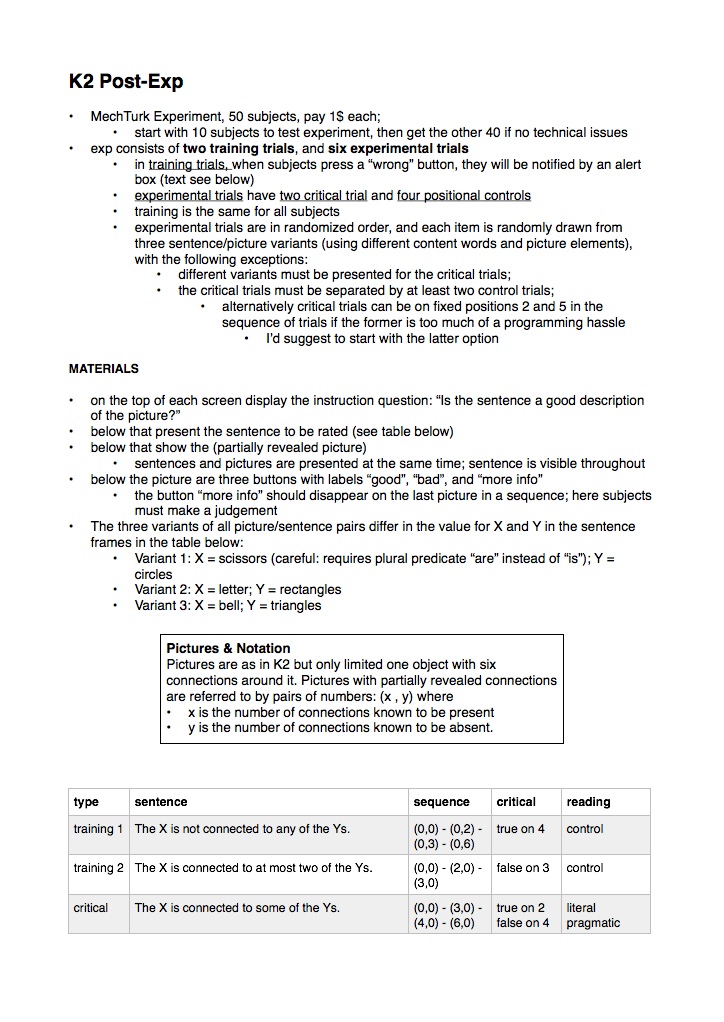 K2 Post-Exp
• MechTurk Experiment, 50 subjects, pay 1$ each;
• start with 10 subjects to test experiment, then get the other 40 if no technical issues
• exp consists of two training trials, and six experimental trials
• in training trials, when subjects press a “wrong” button, they will be notified by an alert
box (text see below)
• experimental trials have two critical trial and four positional controls
• training is the same for all subjects
• experimental trials are in randomized order, and each item is randomly drawn from
three sentence/picture variants (using different content words and picture elements),
with the following exceptions:
• different variants must be presented for the critical trials;
• the critical trials must be separated by at least two control trials;
• alternatively critical trials can be on fixed positions 2 and 5 in the
sequence of trials if the former is too much of a programming hassle
• I’d suggest to start with the latter option
MATERIALS
• on the top of each screen display the instruction question: “Is the sentence a good description
of the picture?”
• below that present the sentence to be rated (see table below)
• below that show the (partially revealed picture)
• sentences and pictures are presented at the same time; sentence is visible throughout
• below the picture are three buttons with labels “good”, “bad”, and “more info”
• the button “more info” should disappear on the last picture in a sequence; here subjects
must make a judgement
• The three variants of all picture/sentence pairs differ in the value for X and Y in the sentence
frames in the table below:
• Variant 1: X = scissors (careful: requires plural predicate “are” instead of “is”); Y =
circles
• Variant 2: X = letter; Y = rectangles
• Variant 3: X = bell; Y = triangles
Pictures & Notation
Pictures are as in K2 but only limited one object with six
connections around it. Pictures with partially revealed connections
are referred to by pairs of numbers: (x , y) where
• x is the number of connections known to be present
• y is the number of connections known to be absent.
type sentence sequence critical reading
training 1 The X is not connected to any of the Ys. (0,0) - (0,2) - true on 4 control
(0,3) - (0,6)
training 2 The X is connected to at most two of the Ys. (0,0) - (2,0) - false on 3 control
(3,0)
critical The X is connected to some of the Ys. (0,0) - (3,0) - true on 2 literal
(4,0) - (6,0) false on 4 pragmatic